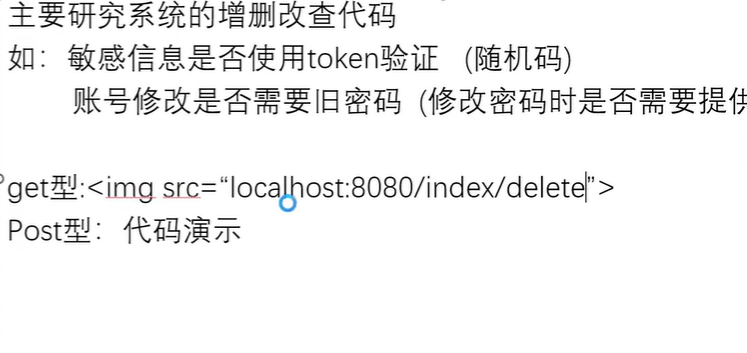 主要研究系统的增删改查代码
如：敏感信息是否使用token验证 (随机码)
账号修改是否需要旧密码 (修改密码时是否需要提供
get型:<img src=“localhost:8080/index/delete”>
Post型：代码演示